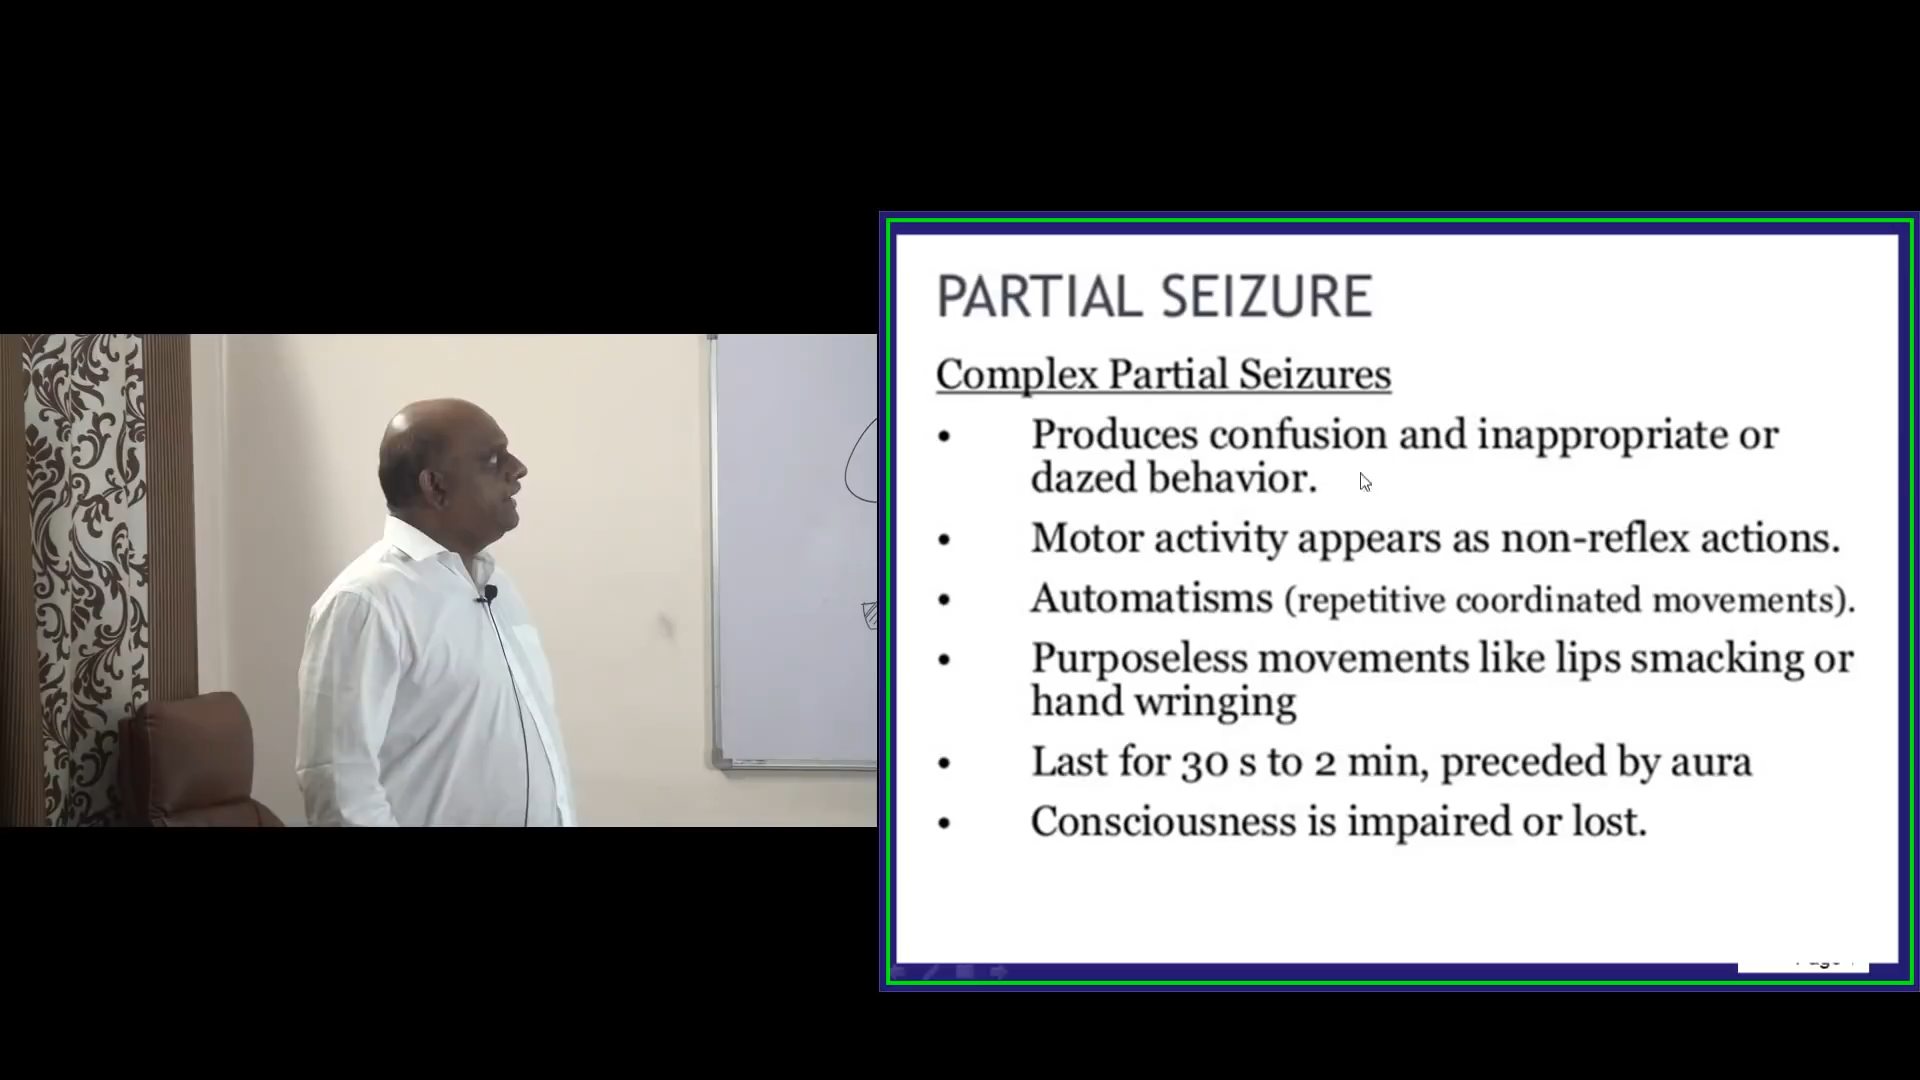 PARTIAL SEIZURE
Complex Partial Seizures
• Produces confusion and inappropriate or
dazed behavior.
• Motor activity appears as non-reflex actions.
• Automatisms (repetitive coordinated movements).
• Purposeless movements like lips smacking or
hand wringing
• Last for 30 s to 2 min, preceded by aura
• Consciousness is impaired or lost.